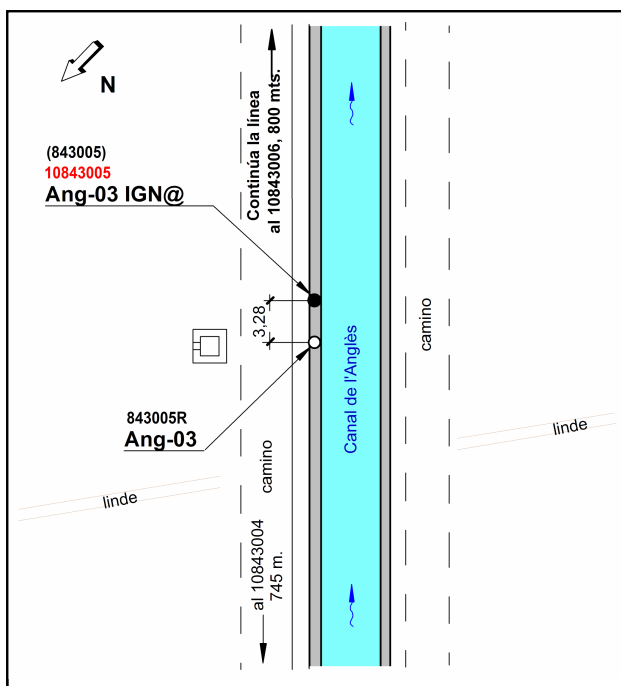 N
Continúa la línea
al 10843006, 800 mts.
(843005)
10843005
Ang-03 IGN@
3,28
camino
Canal de l'Anglès
843005R
Ang-03
linde
linde
camino
al 10843004
745 m.